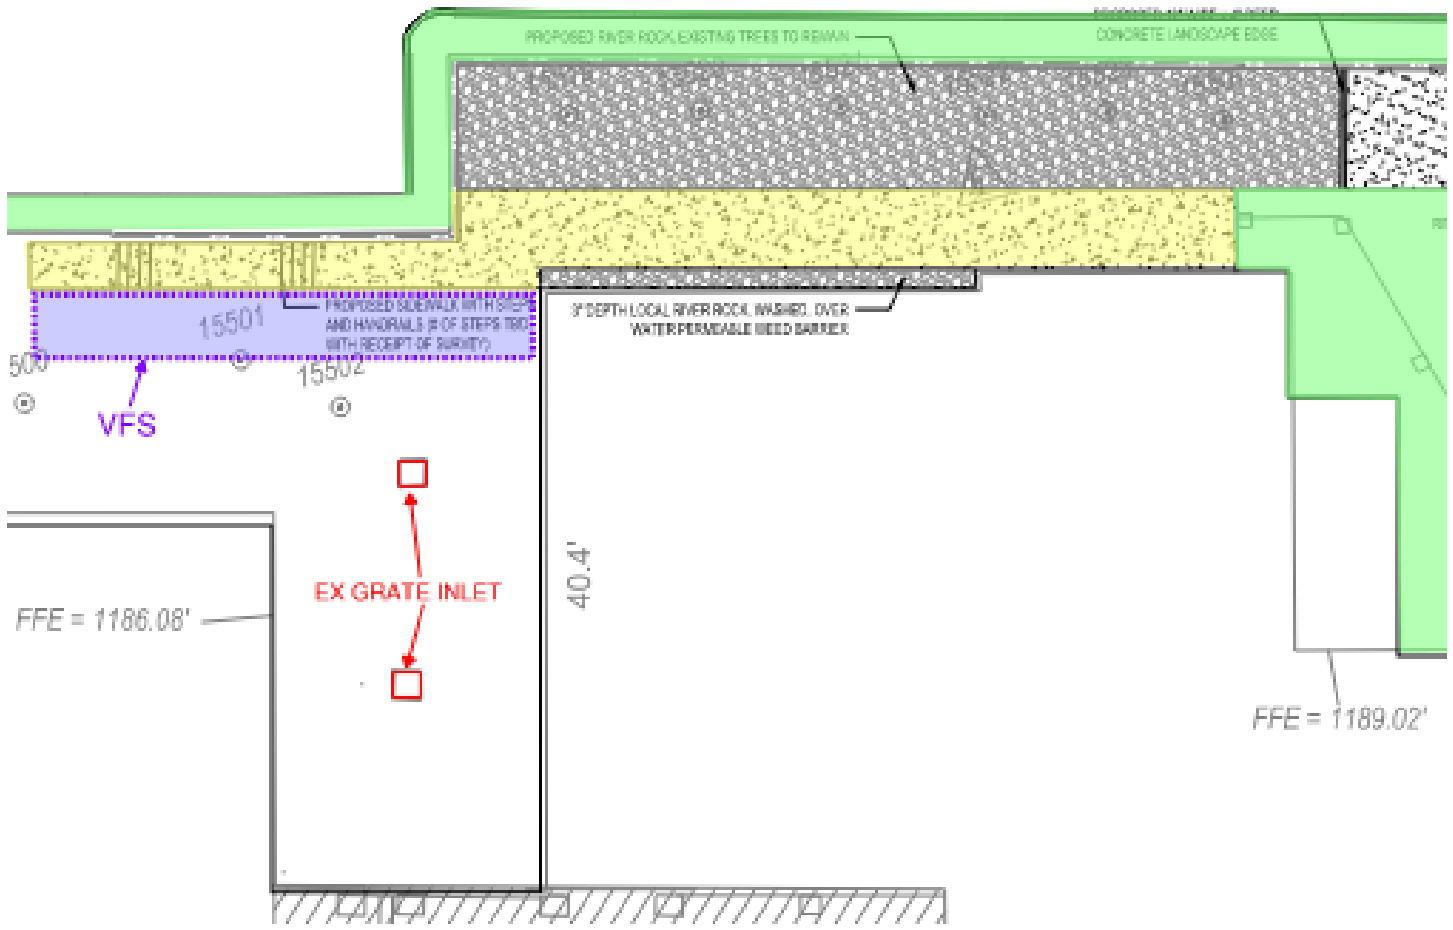 PROPOSED RIVER ROCK, EXISTING TREES TO REMAIN
CONCRETE LANDSCAPE EDGE
15501
PROPOSED SIDEWALK WITH STEPS
AND HANDRAILS (# OF STEPS TBD
WITH RECEIPT OF SURVEY)
3" DEPTH LOCAL RIVER ROCK, WASHED, OVER
WATER PERMEABLE WEED BARRIER
500
15502
VFS
EX GRATE INLET
40.4'
FFE = 1186.08'
FFE = 1189.02'